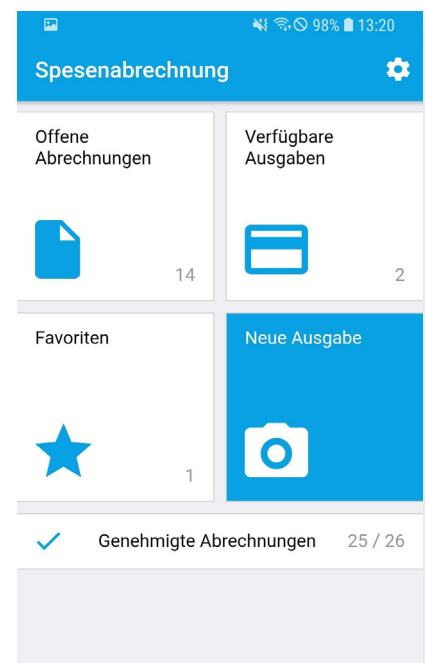 98% 13:20
Spesenabrechnung
Offene
Abrechnungen
14
Verfügbare
Ausgaben
2
Favoriten
1
Neue Ausgabe
Genehmigte Abrechnungen 25 / 26